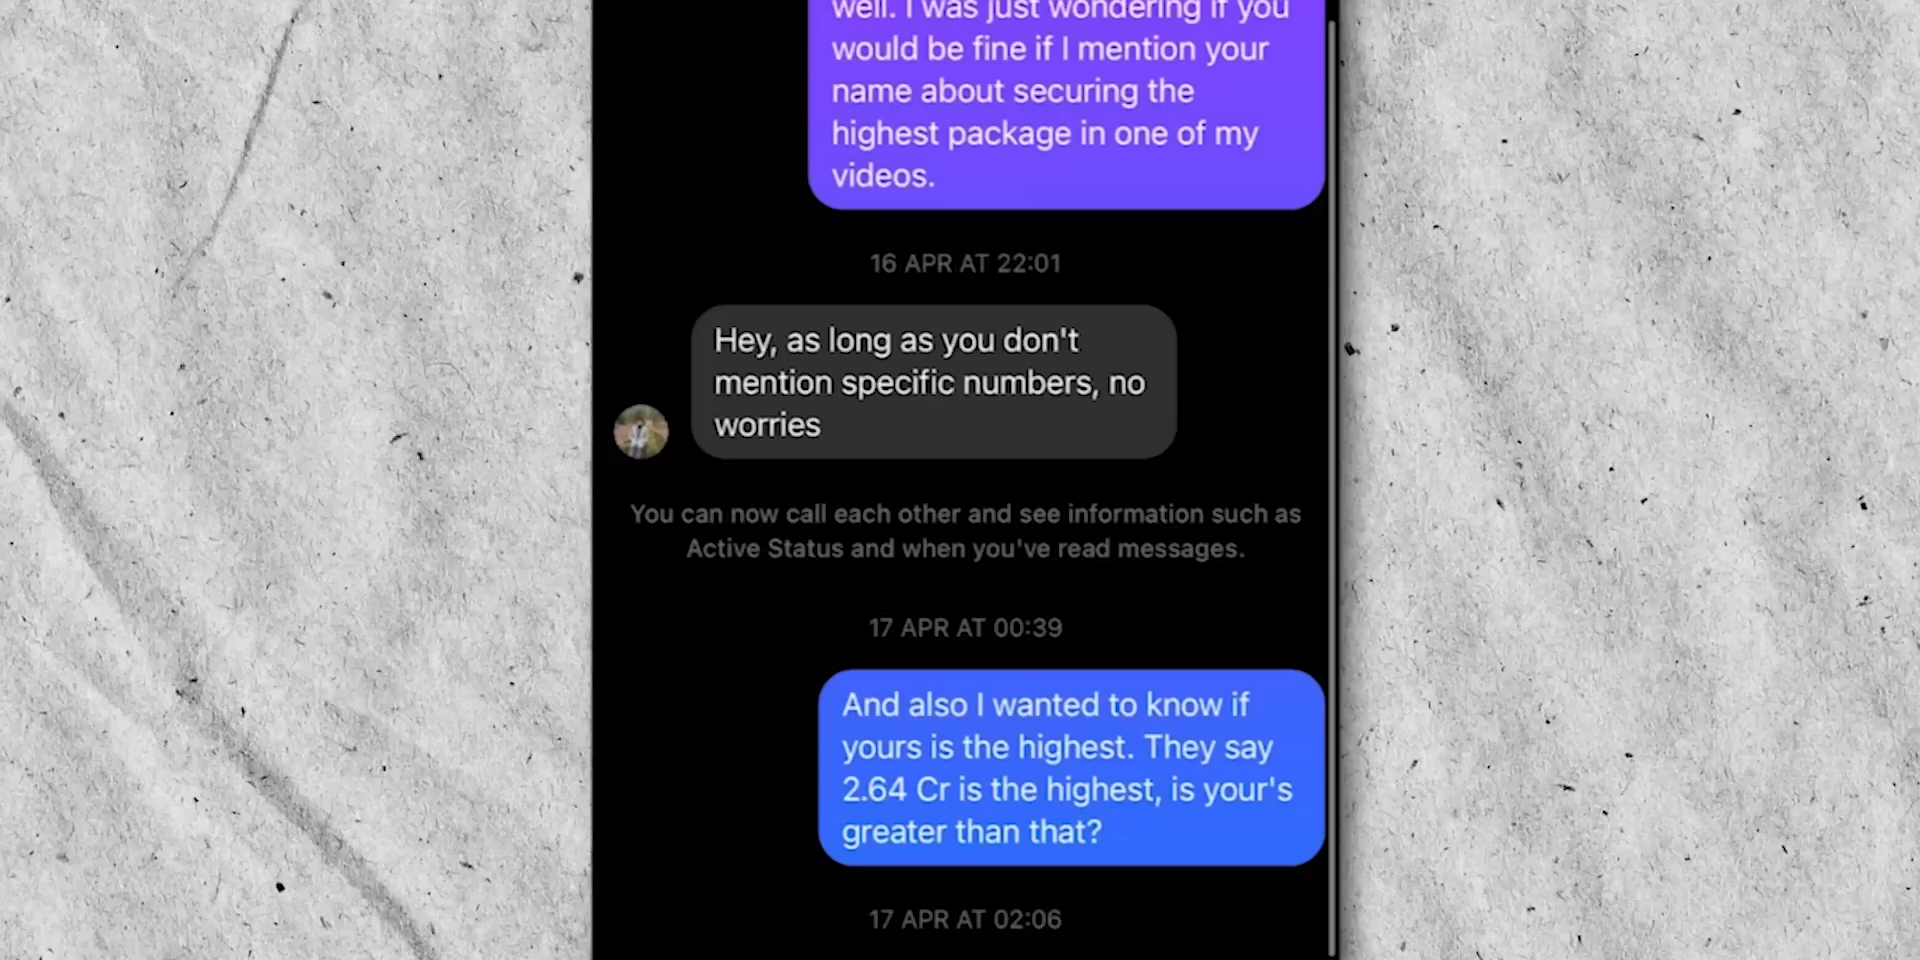 well. I was just wondering if you
would be fine if I mention your
name about securing the
highest package in one of my
videos.
16 APR AT 22:01
Hey, as long as you don't
mention specific numbers, no
worries
You can now call each other and see information such as
Active Status and when you've read messages.
17 APR AT 00:39
And also I wanted to know if
yours is the highest. They say
2.64 Cr is the highest, is your's
greater than that?
17 APR AT 02:06